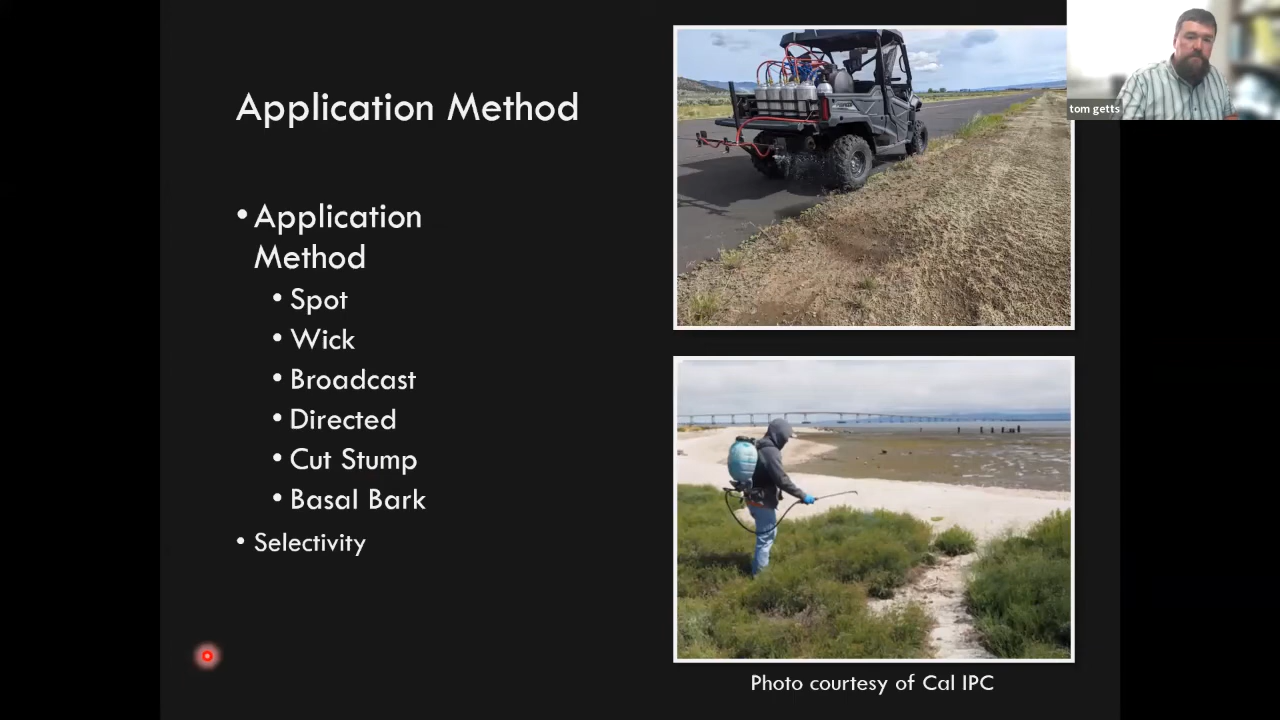 Application Method
• Application
Method
• Spot
• Wick
• Broadcast
• Directed
• Cut Stump
• Basal Bark
• Selectivity
tom getts
Photo courtesy of Cal IPC